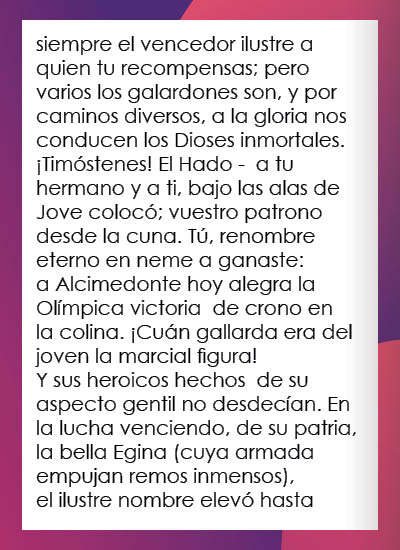 siempre el vencedor ilustre a
quien tu recompensas; pero
varios los galardones son, y por
caminos diversos, a la gloria nos
conducen los Dioses inmortales.
¡Timóstenes! El Hado -  a tu
hermano y a ti, bajo las alas de
Jove colocó; vuestro patrono
desde la cuna. Tú, renombre
eterno en neme a ganaste:
a Alcimedonte hoy alegra la
Olímpica victoria  de crono en
la colina. ¡Cuán gallarda era del
joven la marcial figura!
Y sus heroicos hechos  de su
aspecto gentil no desdecían. En
la lucha venciendo, de su patria,
la bella Egina (cuya armada
empujan remos inmensos),
el ilustre nombre elevó hasta